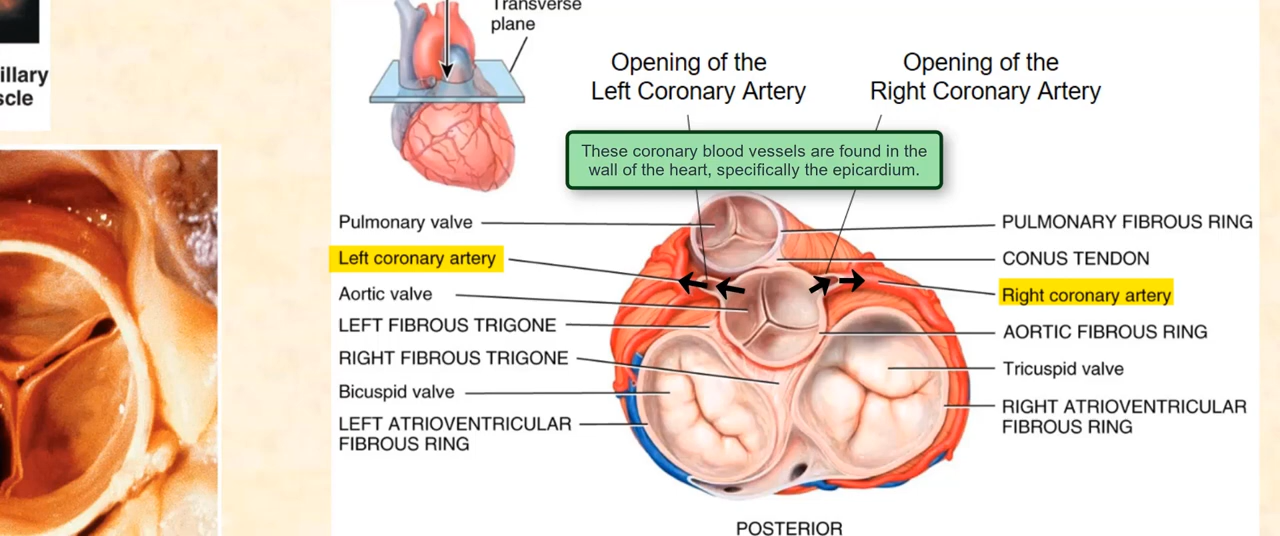 Transverse
plane
illary
scle
Opening of the
Left Coronary Artery
Opening of the
Right Coronary Artery
These coronary blood vessels are found in the
wall of the heart, specifically the epicardium.
Pulmonary valve
Left coronary artery
Aortic valve
LEFT FIBROUS TRIGONE
RIGHT FIBROUS TRIGONE
Bicuspid valve
LEFT ATRIOVENTRICULAR
FIBROUS RING
PULMONARY FIBROUS RING
CONUS TENDON
Right coronary artery
AORTIC FIBROUS RING
Tricuspid valve
RIGHT ATRIOVENTRICULAR
FIBROUS RING
POSTERIOR